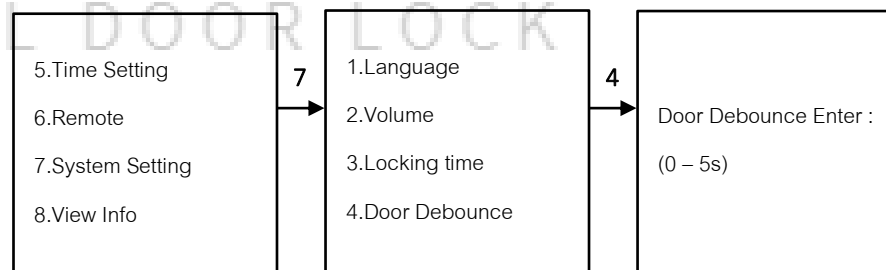 L DOOR LOCK
5.Time Setting
6.Remote
7.System Setting
8.View Info
7
1.Language
2.Volume
3.Locking time
4.Door Debounce
4
Door Debounce Enter :
(0 – 5s)